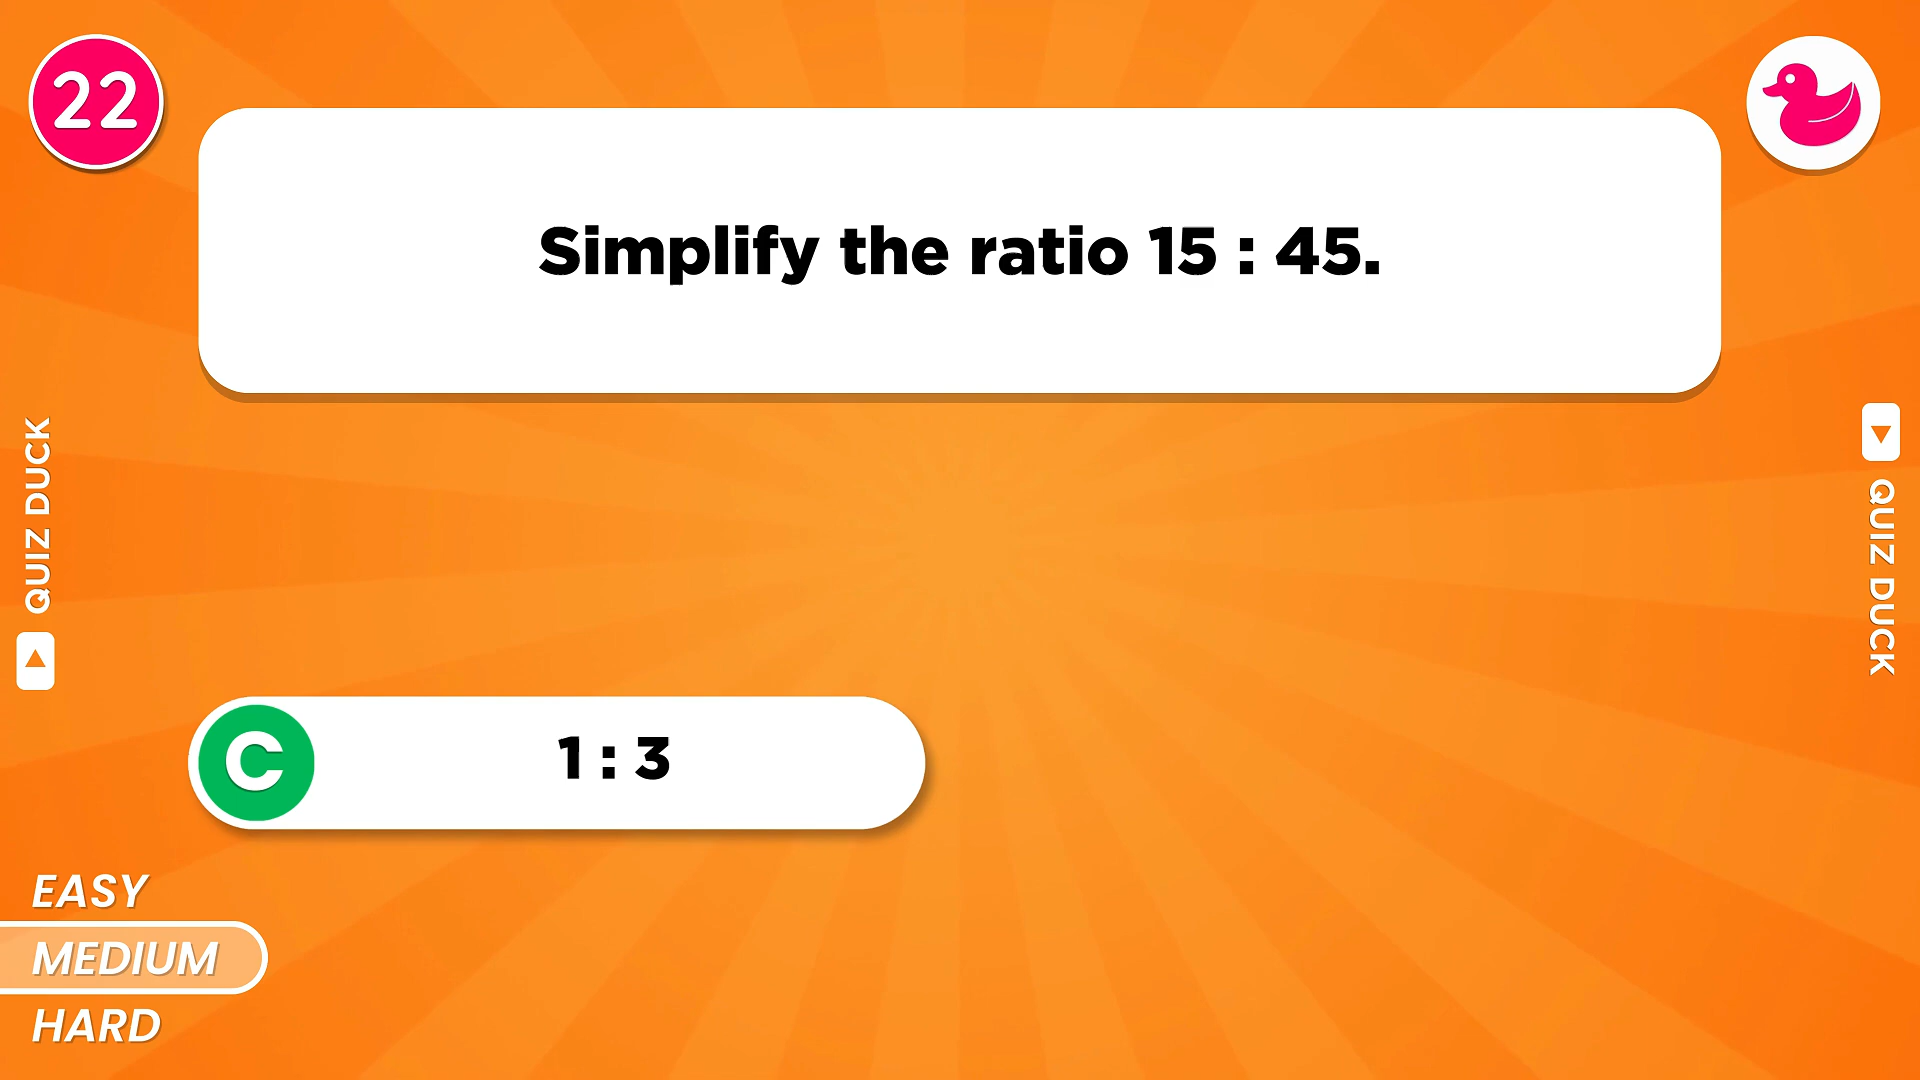 22
Simplify the ratio 15 : 45.
QUIZ DUCK
QUIZ DUCK
C 1 : 3
EASY
MEDIUM
HARD